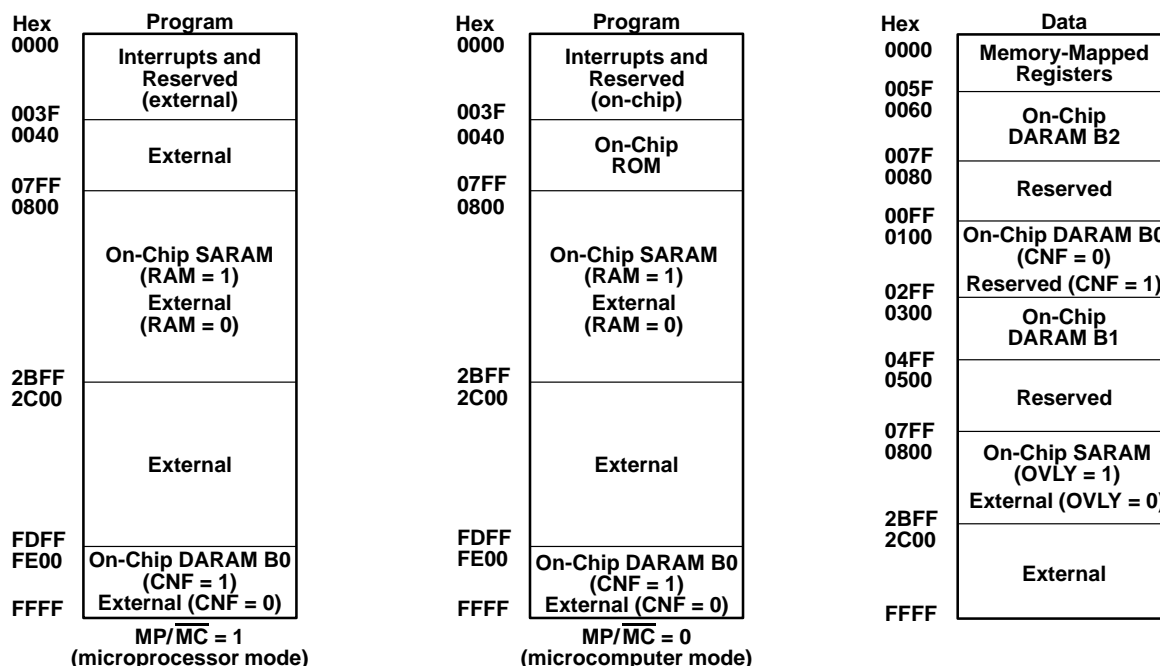 Hex
Program
0000
Interrupts and
Reserved
(external)
003F
0040
External
07FF
0800
On-Chip SARAM
(RAM = 1)
External
(RAM = 0)
2BFF
2C00
External
FDFF
FE00
On-Chip DARAM B0
(CNF = 1)
External (CNF = 0)
FFFF
MP/MC = 1
(microprocessor mode)
Hex
Program
0000
Interrupts and
Reserved
(on-chip)
003F
0040
On-Chip
ROM
07FF
0800
On-Chip SARAM
(RAM = 1)
External
(RAM = 0)
2BFF
2C00
External
FDFF
FE00
On-Chip DARAM B0
(CNF = 1)
External (CNF = 0)
FFFF
MP/MC = 0
(microcomputer mode)
Hex
Data
0000
Memory-Mapped
Registers
005F
0060
On-Chip
DARAM B2
007F
0080
Reserved
00FF
0100
On-Chip DARAM B0
(CNF = 0)
Reserved (CNF = 1)
02FF
0300
On-Chip
DARAM B1
04FF
0500
Reserved
07FF
0800
On-Chip SARAM
(OVLY = 1)
External (OVLY = 0)
2BFF
2C00
External
FFFF